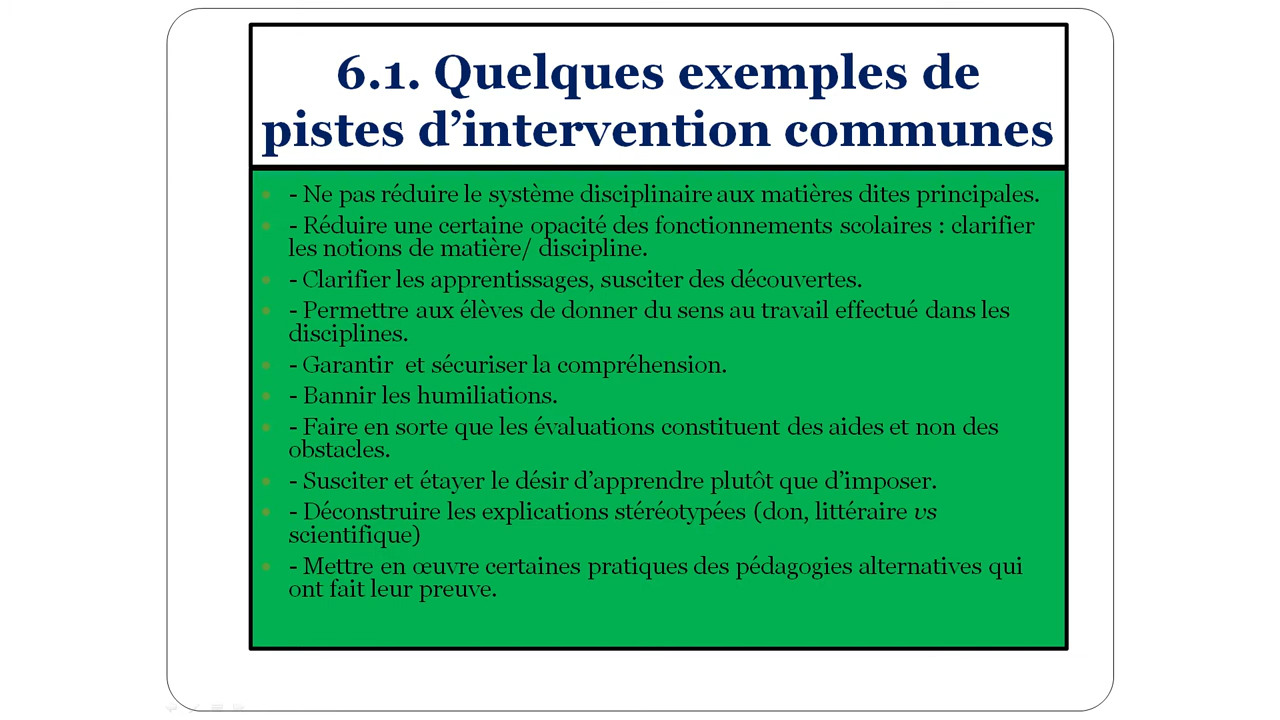 6.1. Quelques exemples de
pistes d’intervention communes
- Ne pas réduire le système disciplinaire aux matières dites principales.
- Réduire une certaine opacité des fonctionnements scolaires : clarifier
les notions de matière/ discipline.
- Clarifier les apprentissages, susciter des découvertes.
- Permettre aux élèves de donner du sens au travail effectué dans les
disciplines.
- Garantir  et sécuriser la compréhension.
- Bannir les humiliations.
- Faire en sorte que les évaluations constituent des aides et non des
obstacles.
- Susciter et étayer le désir d’apprendre plutôt que d’imposer.
- Déconstruire les explications stéréotypées (don, littéraire vs
scientifique)
- Mettre en œuvre certaines pratiques des pédagogies alternatives qui
ont fait leur preuve.